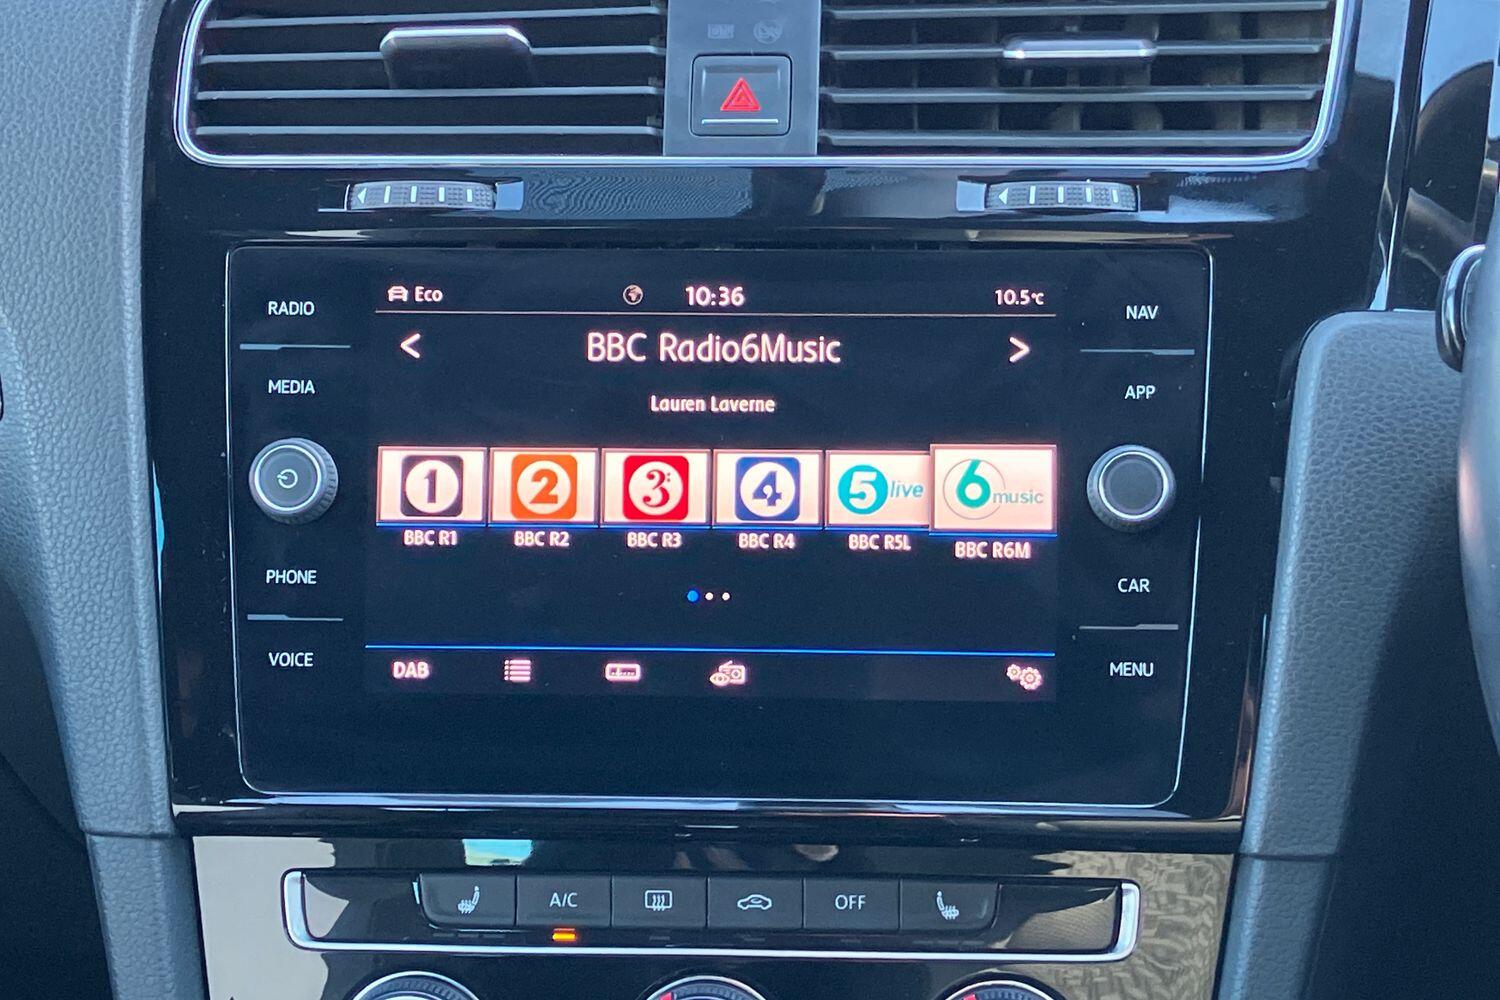 RADIO
MEDIA
PHONE
VOICE
Eco
10:36
10.5°C
BBC Radio6Music
Lauren Laverne
1
2
3
4
5 live
6 music
BBC R1
BBC R2
BBC R3
BBC R4
BBC R5L
BBC R6M
DAB
NAV
APP
CAR
MENU
A/C
OFF